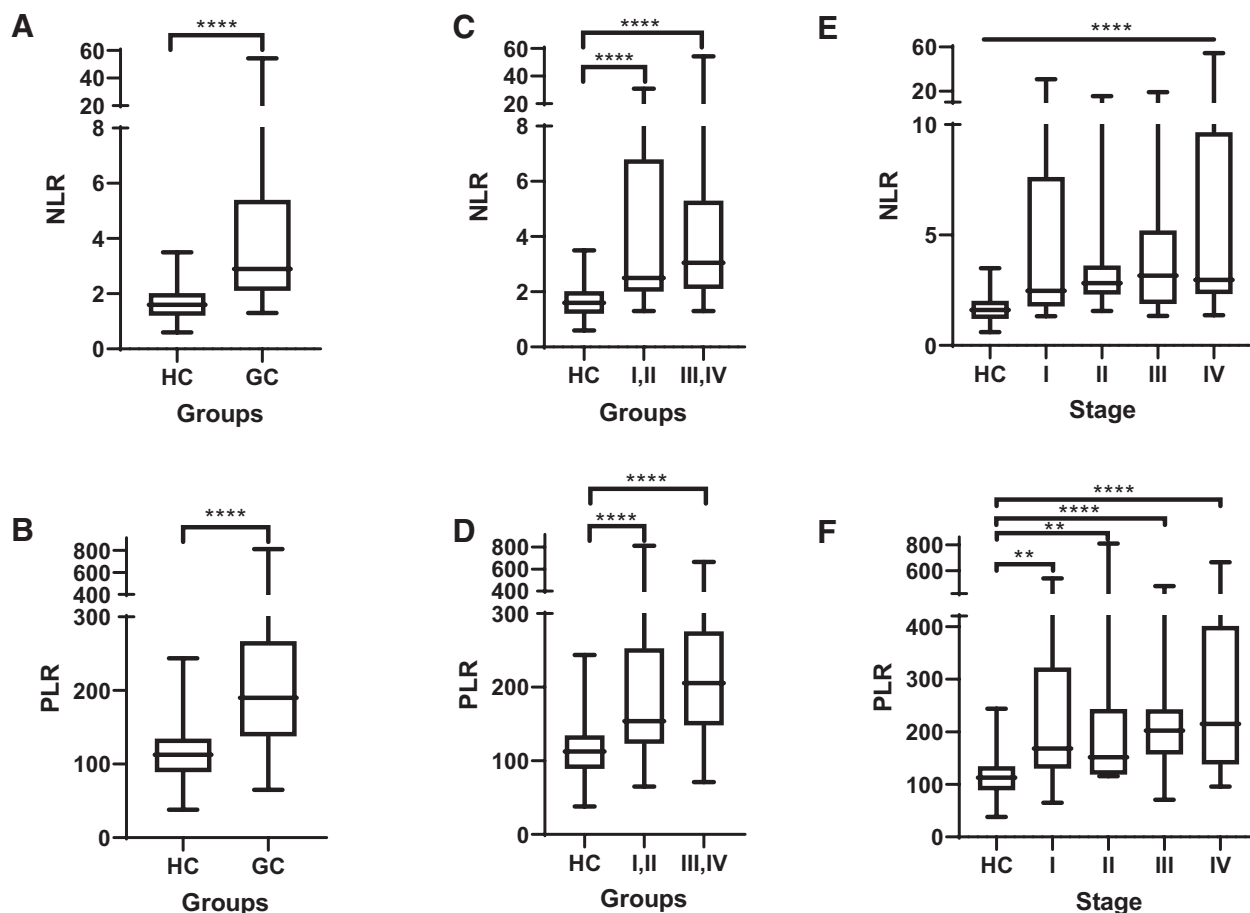 A
****
60
40
20
8
6
4
2
0
NLR
HC GC
Groups
C
****
****
60
40
20
8
6
4
2
0
NLR
HC I,II III,IV
Groups
E
****
60
20
10
5
0
NLR
HC I II III IV
Stage
B
****
800
600
400
300
200
100
0
PLR
HC GC
Groups
D
****
****
800
600
400
300
200
100
0
PLR
HC I,II III,IV
Groups
F
****
****
**
**
800
600
400
300
200
100
0
PLR
HC I II III IV
Stage